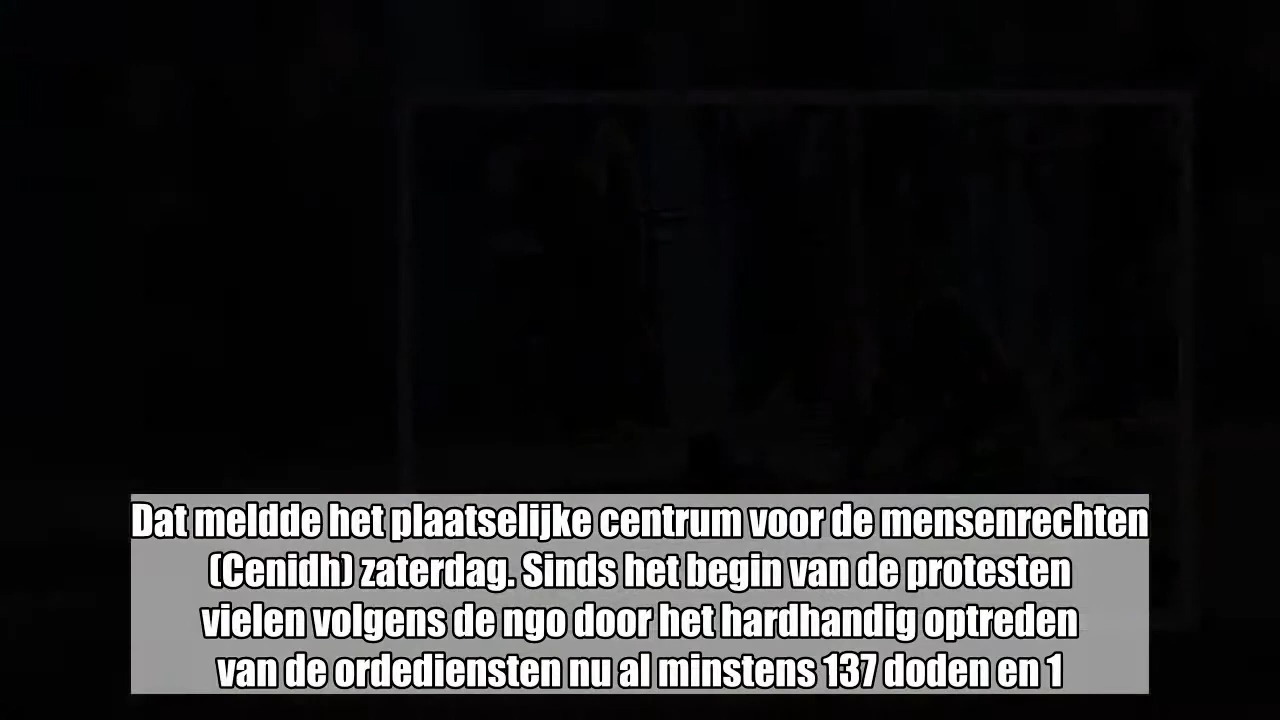 Dat meldde het plaatselijke centrum voor de mensenrechten
(Cenidh) zaterdag. Sinds het begin van de protesten
vielen volgens de ngo door het hardhandig optreden
van de ordediensten nu al minstens 137 doden en 1